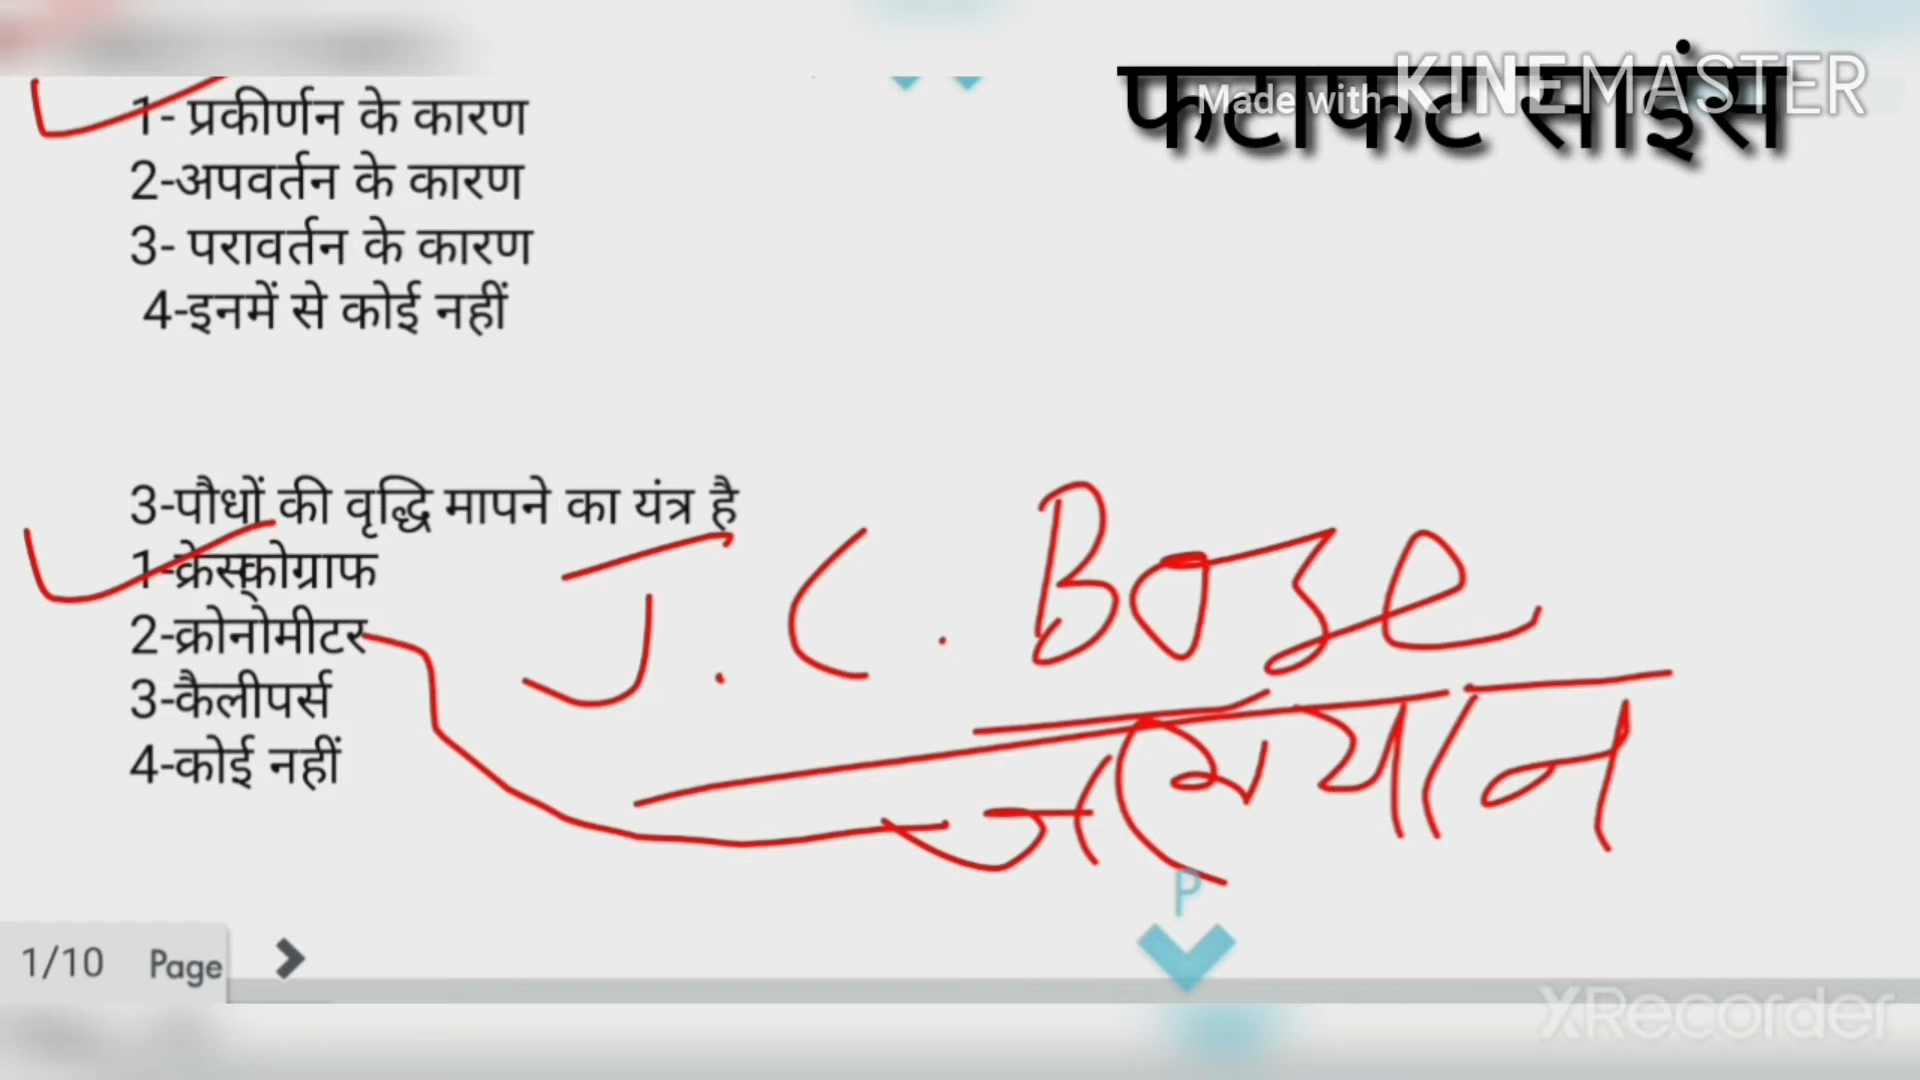 फटाफट साइंस
Made with KINEMASTER
1- प्रकीर्णन के कारण
2-अपवर्तन के कारण
3- परावर्तन के कारण
4-इनमें से कोई नहीं
3-पौधों की वृद्धि मापने का यंत्र है
1-क्रेस्कोग्राफ
2-क्रोनोमीटर
3-कैलीपर्स
4-कोई नहीं
J.C. Bose
जलयान
P
1/10 Page
XRecorder